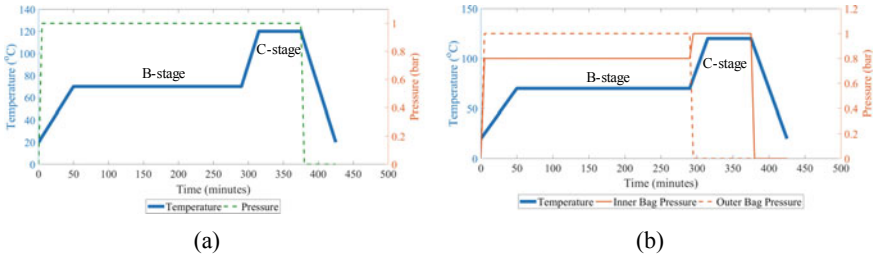 140
120
100
80
60
40
20
0
Temperature (°C)
1
0.8
0.6
0.4
0.2
0
Pressure (bar)
B-stage
C-stage
0 50 100 150 200 250 300 350 400 450 500
Time (minutes)
Temperature Pressure
(a)
150
100
50
0
Temperature (°C)
1.2
1
0.8
0.6
0.4
0.2
0
Pressure (bar)
B-stage
C-stage
0 50 100 150 200 250 300 350 400 450 500
Time (minutes)
Temperature Inner Bag Pressure Outer Bag Pressure
(b)